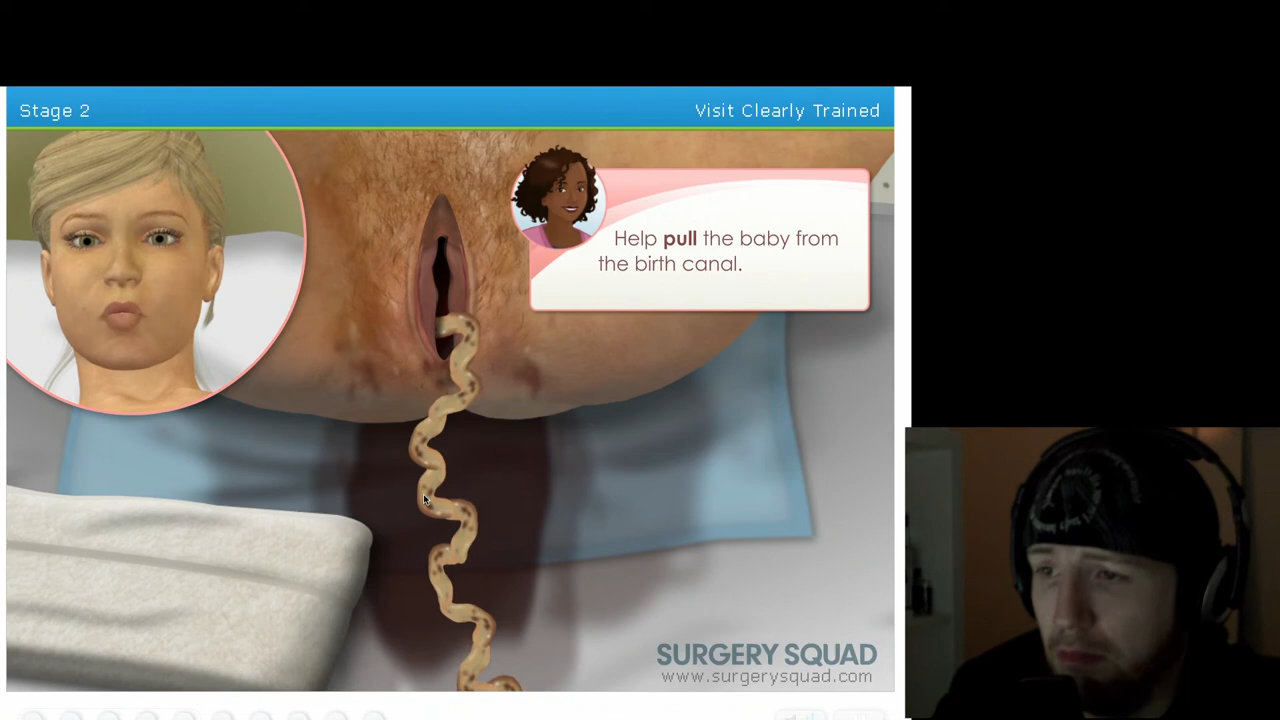 Stage 2
Visit Clearly Trained
Help pull the baby from
the birth canal.
SURGERY SQUAD
www.surgerysquad.com